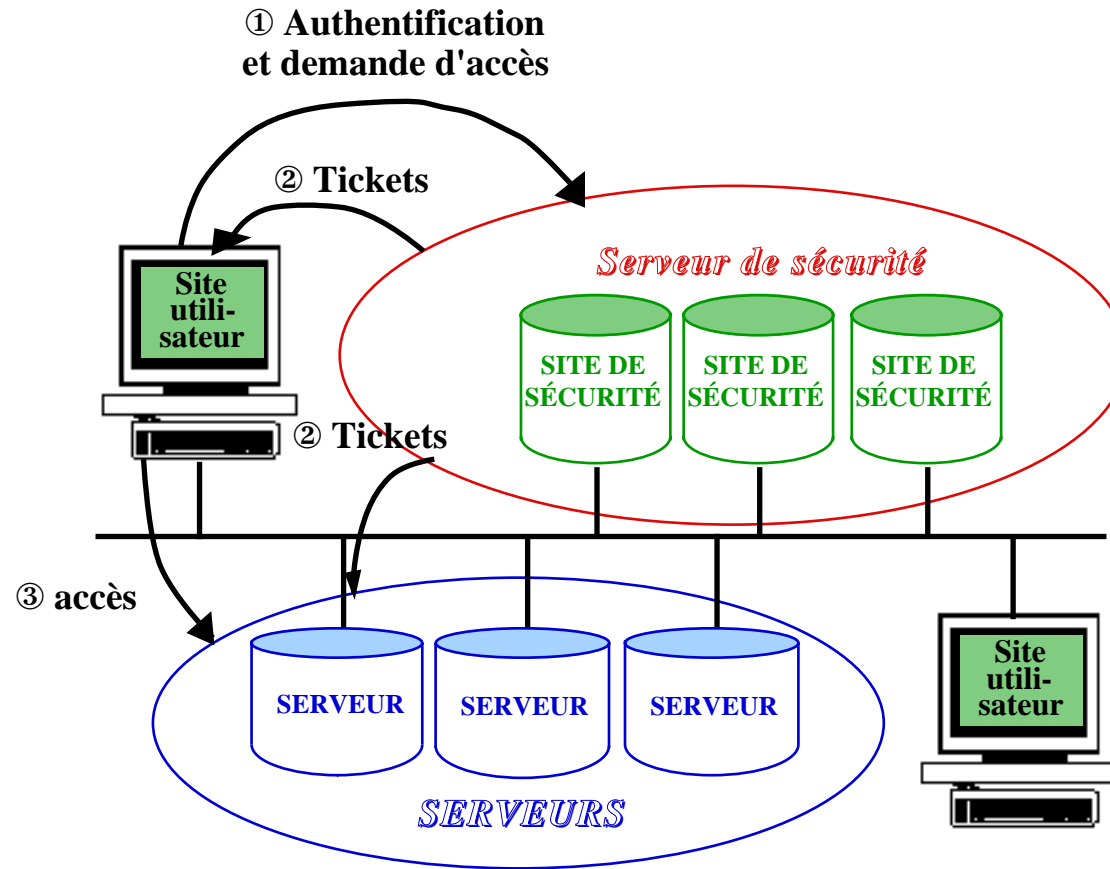 ① Authentification
et demande d'accès
② Tickets
Serveur de sécurité
Site
utili-
sateur
SITE DE
SÉCURITÉ
SITE DE
SÉCURITÉ
SITE DE
SÉCURITÉ
② Tickets
③ accès
SERVEUR
SERVEUR
SERVEUR
Site
utili-
sateur
SERVEURS